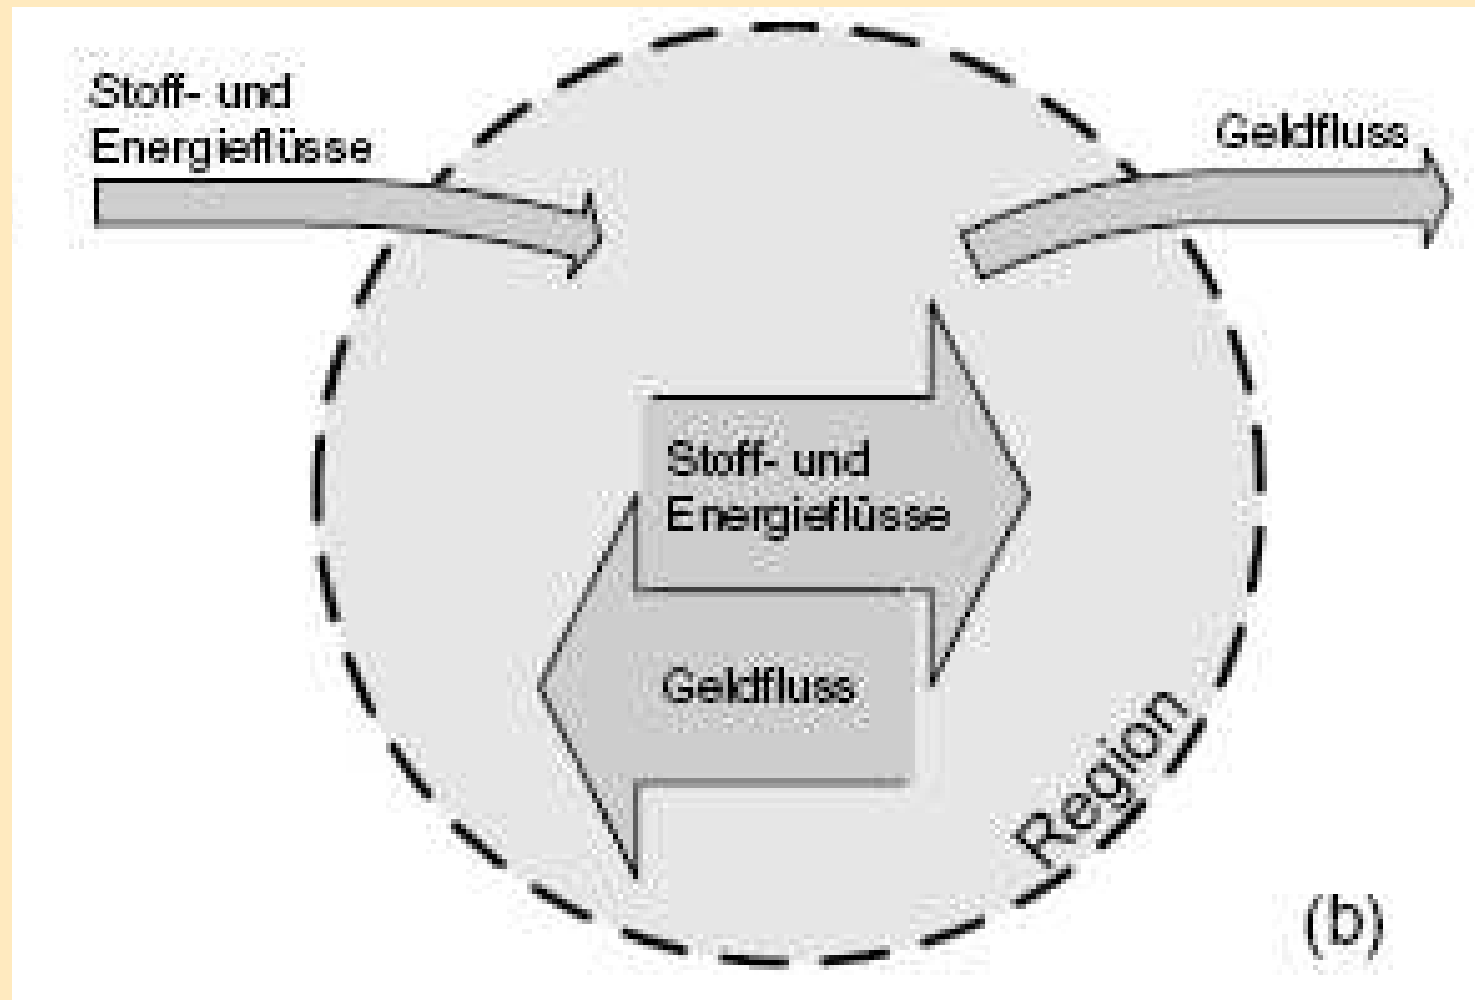 Stoff- und
Energieflüsse
Geldfluss
Stoff- und
Energieflüsse
Geldfluss
Region
(b)